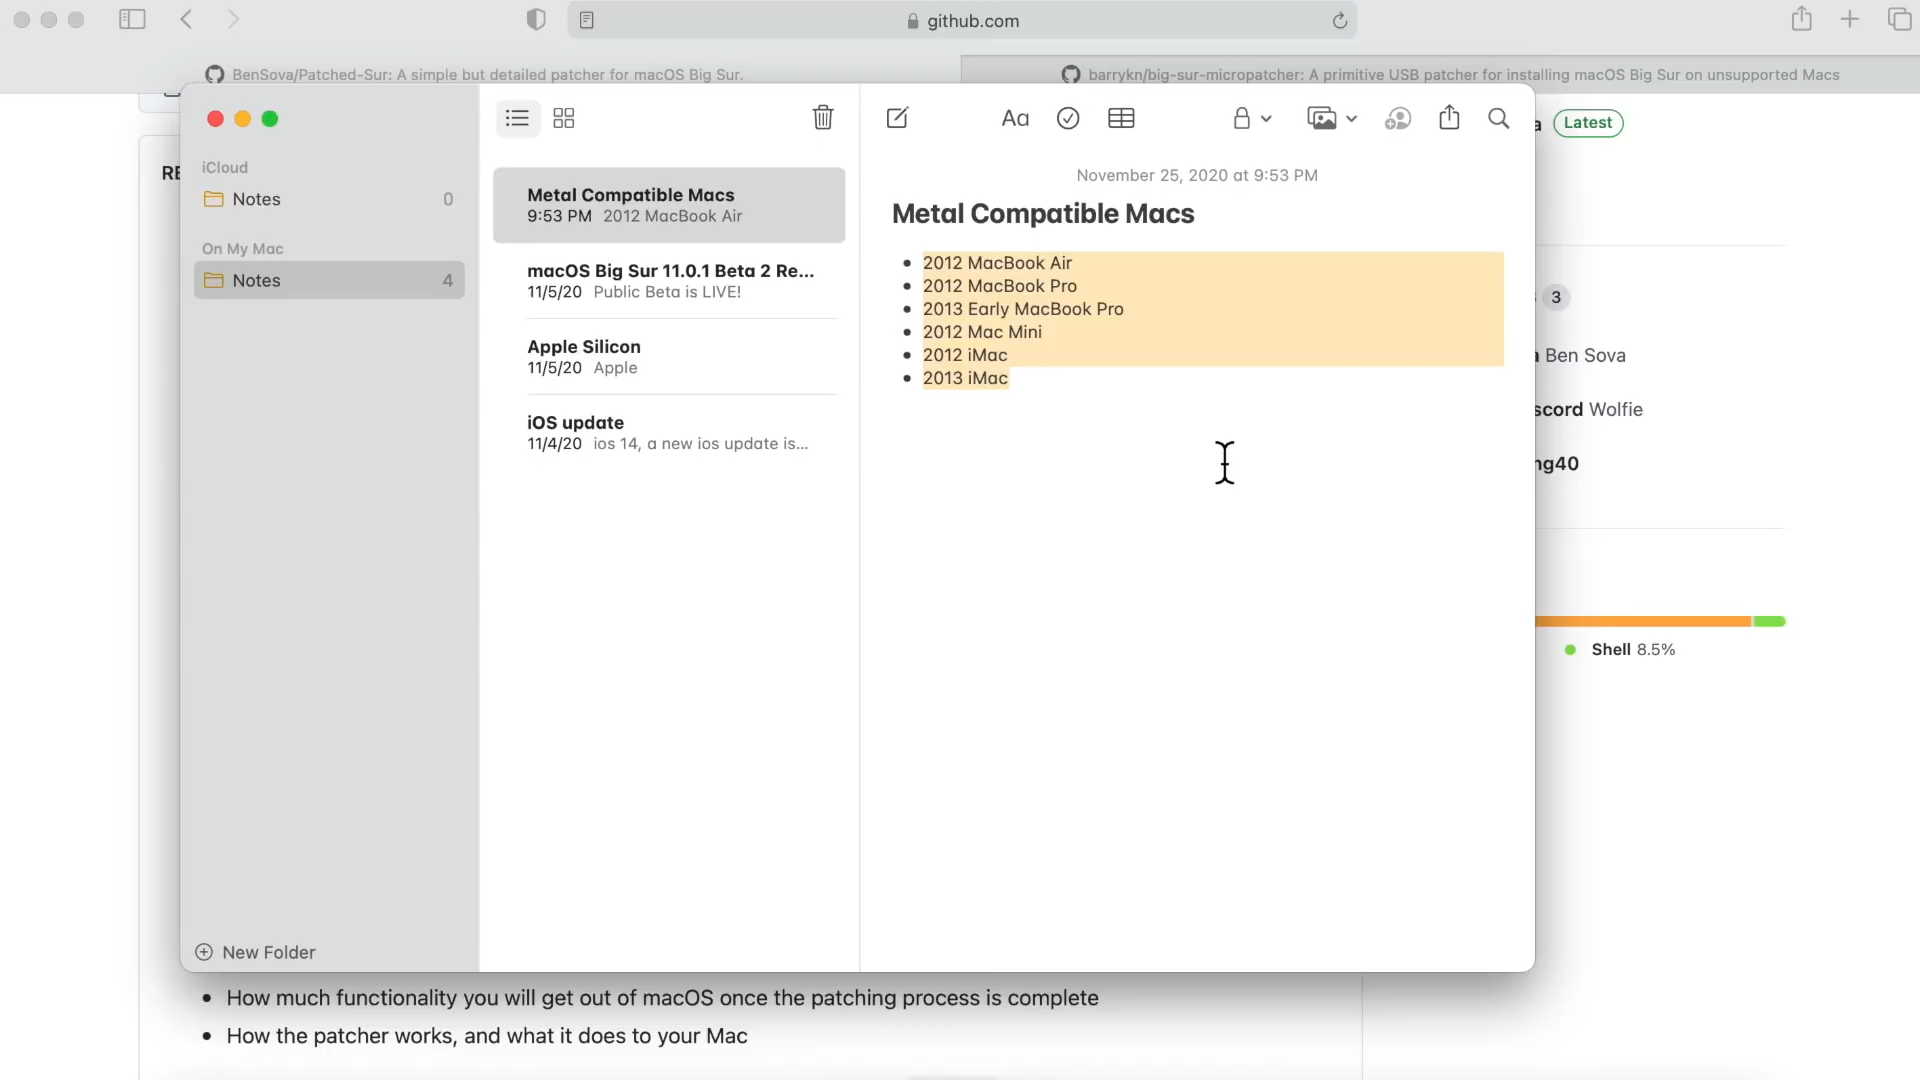 github.com
BenSova/Patched-Sur: A simple but detailed patcher for macOS Big Sur.
barrykn/big-sur-micropatcher: A primitive USB patcher for installing macOS Big Sur on unsupported Macs
Latest
iCloud
Notes 0
On My Mac
Notes 4
New Folder
Metal Compatible Macs
9:53 PM 2012 MacBook Air
macOS Big Sur 11.0.1 Beta 2 Re...
11/5/20 Public Beta is LIVE!
Apple Silicon
11/5/20 Apple
iOS update
11/4/20 ios 14, a new ios update is...
Aa
November 25, 2020 at 9:53 PM
Metal Compatible Macs
• 2012 MacBook Air
• 2012 MacBook Pro
• 2013 Early MacBook Pro
• 2012 Mac Mini
• 2012 iMac
• 2013 iMac
3
Ben Sova
Wolfie
Shell 8.5%
• How much functionality you will get out of macOS once the patching process is complete
• How the patcher works, and what it does to your Mac